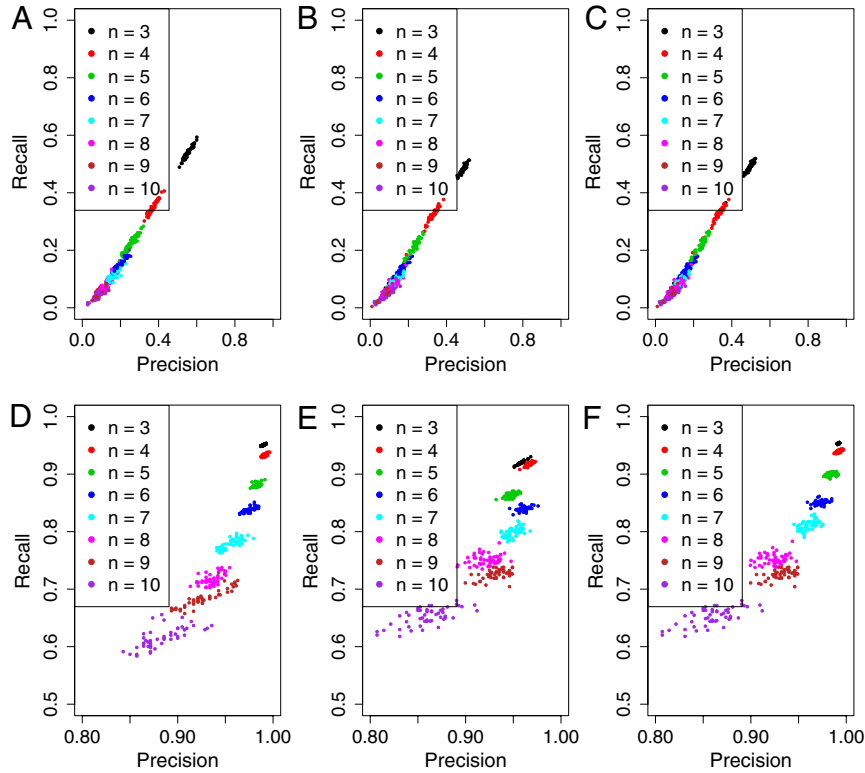 A
n = 3
n = 4
n = 5
n = 6
n = 7
n = 8
n = 9
n = 10
Recall
0.0 0.2 0.4 0.6 0.8 1.0
0.0 0.4 0.8
Precision
B
n = 3
n = 4
n = 5
n = 6
n = 7
n = 8
n = 9
n = 10
Recall
0.0 0.2 0.4 0.6 0.8 1.0
0.0 0.4 0.8
Precision
C
n = 3
n = 4
n = 5
n = 6
n = 7
n = 8
n = 9
n = 10
Recall
0.0 0.2 0.4 0.6 0.8 1.0
0.0 0.4 0.8
Precision
D
n = 3
n = 4
n = 5
n = 6
n = 7
n = 8
n = 9
n = 10
Recall
0.5 0.6 0.7 0.8 0.9 1.0
0.80 0.90 1.00
Precision
E
n = 3
n = 4
n = 5
n = 6
n = 7
n = 8
n = 9
n = 10
Recall
0.5 0.6 0.7 0.8 0.9 1.0
0.80 0.90 1.00
Precision
F
n = 3
n = 4
n = 5
n = 6
n = 7
n = 8
n = 9
n = 10
Recall
0.5 0.6 0.7 0.8 0.9 1.0
0.80 0.90 1.00
Precision